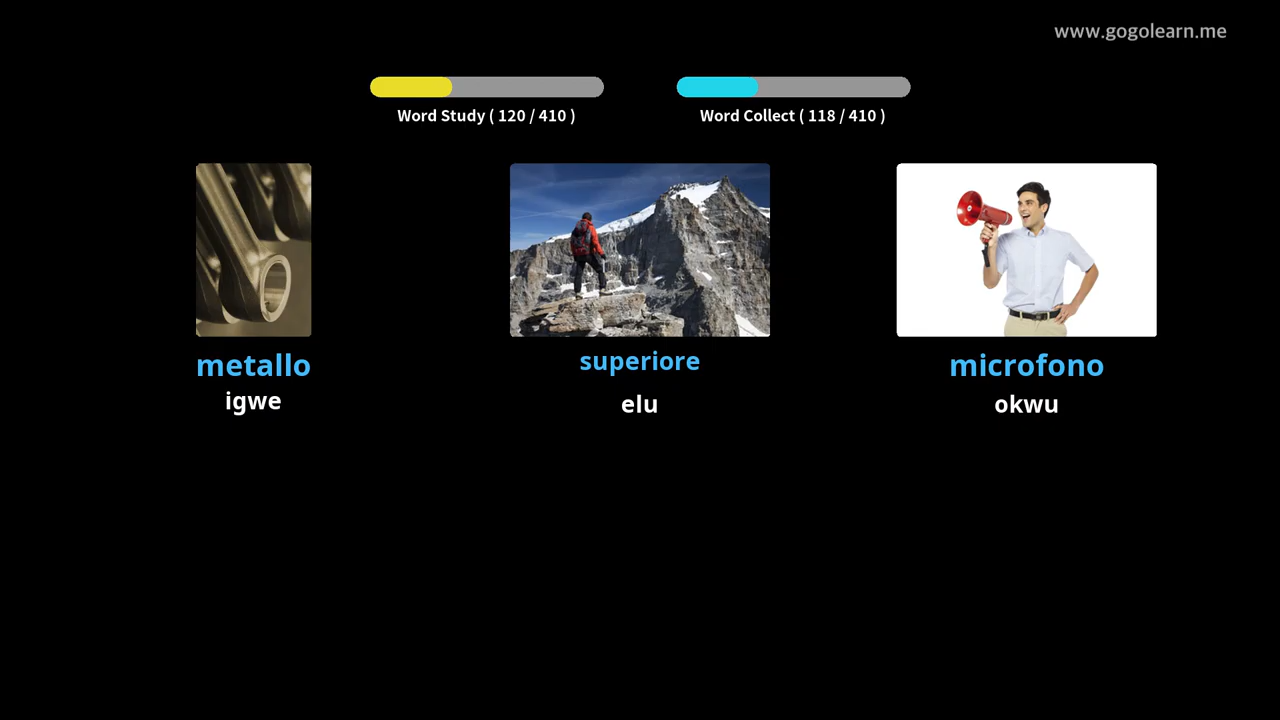 www.gogolearn.me
Word Study ( 120 / 410 )
Word Collect ( 118 / 410 )
metallo
igwe
superiore
elu
microfono
okwu